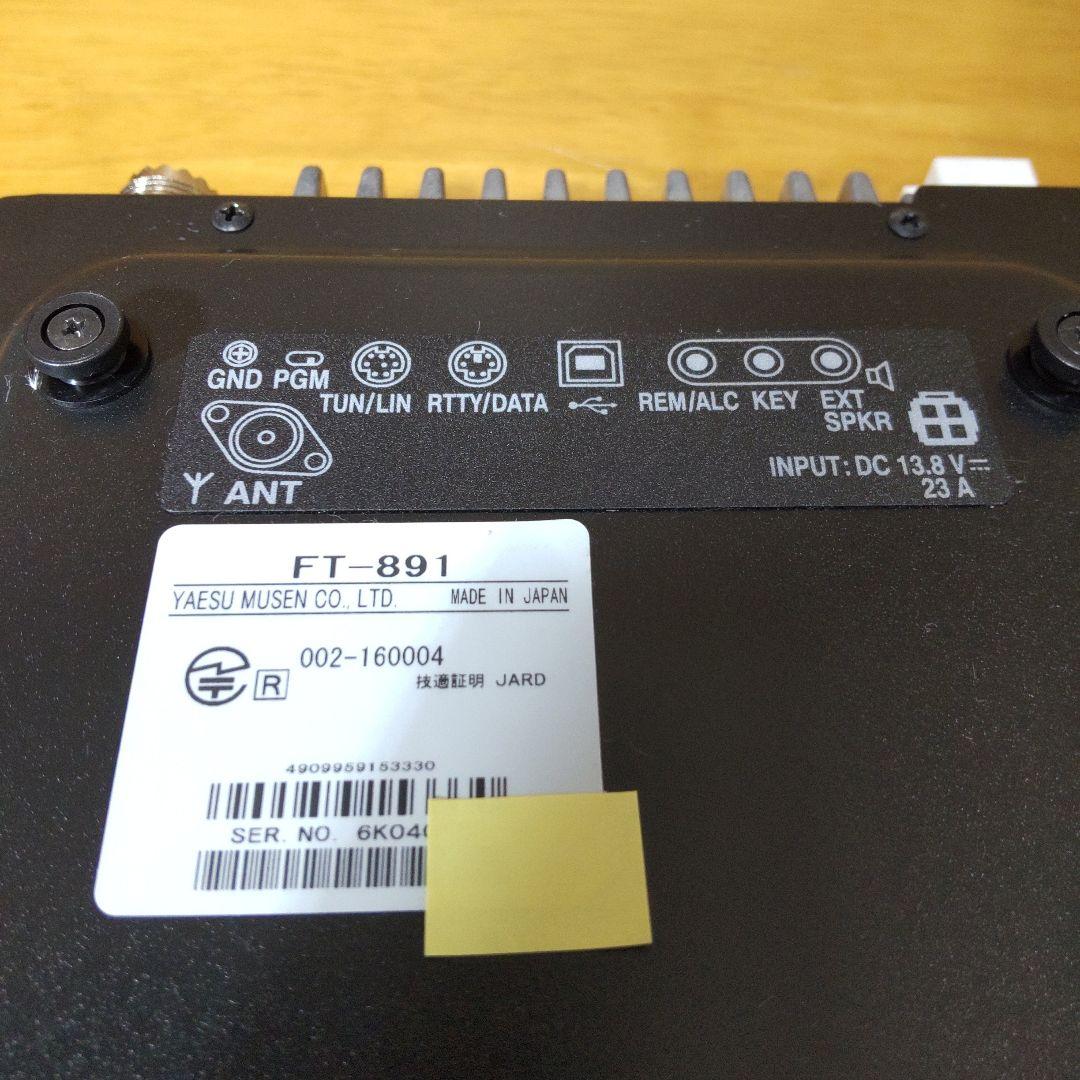 GND PGM
TUN/LIN RTTY/DATA
REM/ALC KEY EXT
SPKR
ANT
INPUT: DC 13.8 V
23 A
FT-891
YAESU MUSEN CO., LTD. MADE IN JAPAN
R 002-160004
技適証明 JARD
4909959153330
SER. NO. 6K040